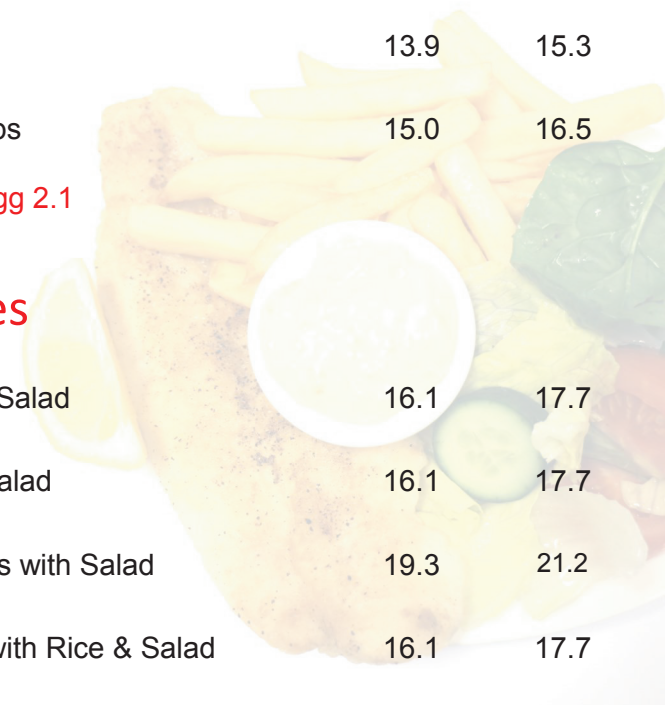 13.9 15.3
os 15.0 16.5
gg 2.1
es
Salad 16.1 17.7
alad 16.1 17.7
s with Salad 19.3 21.2
with Rice & Salad 16.1 17.7